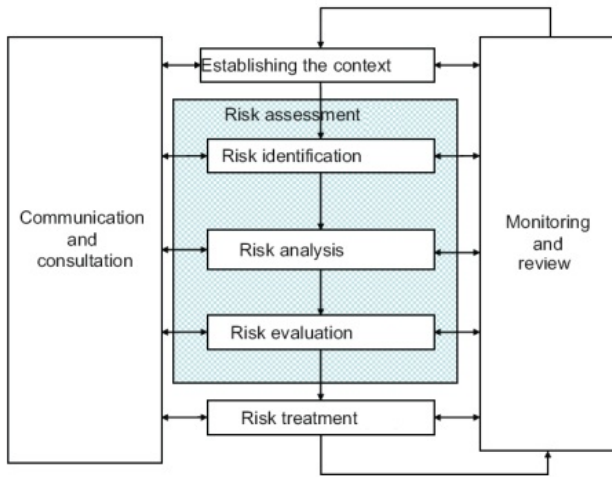 Establishing the context
Risk assessment
Risk identification
Communication
and
consultation
Risk analysis
Monitoring
and
review
Risk evaluation
Risk treatment